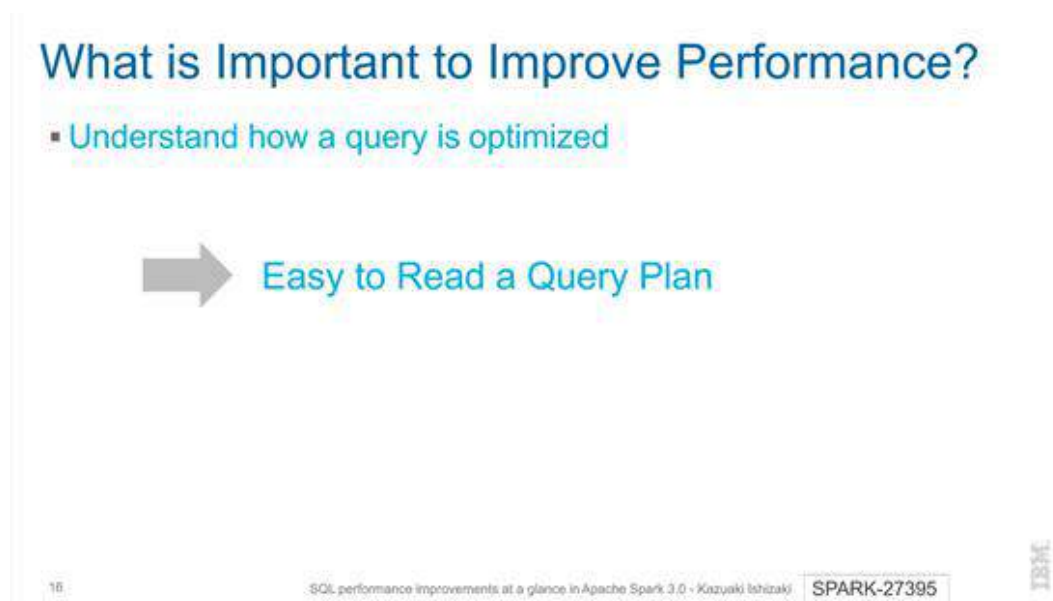 What is Important to Improve Performance?
▪ Understand how a query is optimized
Easy to Read a Query Plan
16
SQL performance improvements at a glance in Apache Spark 3.0 - Kazuaki Ishizaki
SPARK-27395
IBM